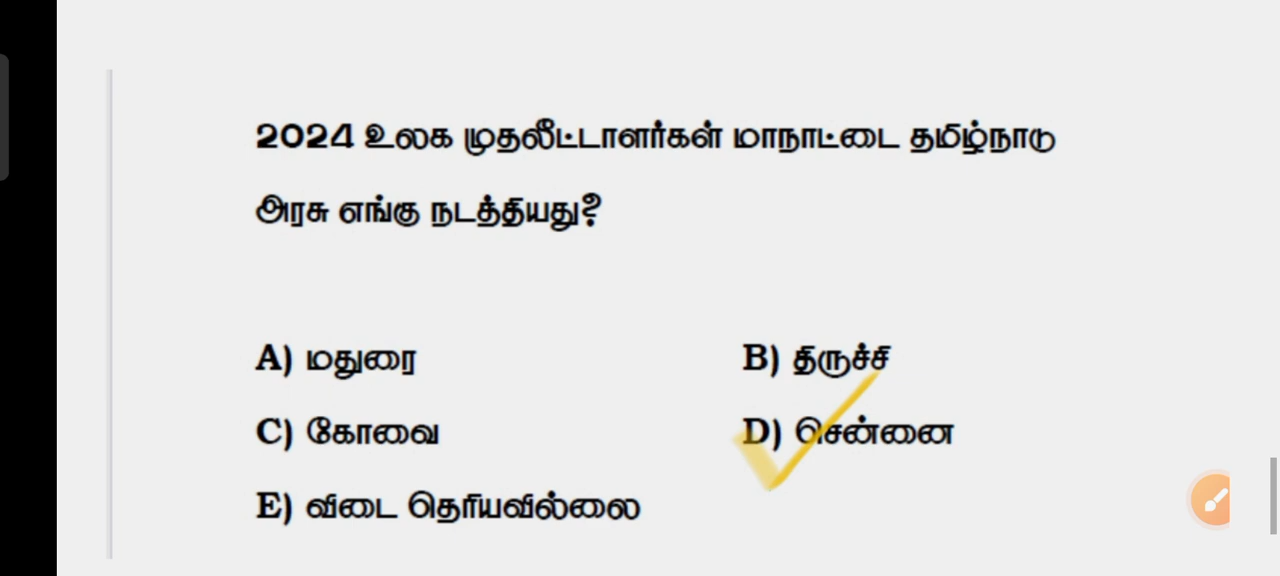 2024 உலக முதலீட்டாளர்கள் மாநாட்டை தமிழ்நாடு
அரசு எங்கு நடத்தியது?
A) மதுரை B) திருச்சி
C) கோவை D) சென்னை
E) விடை தெரியவில்லை